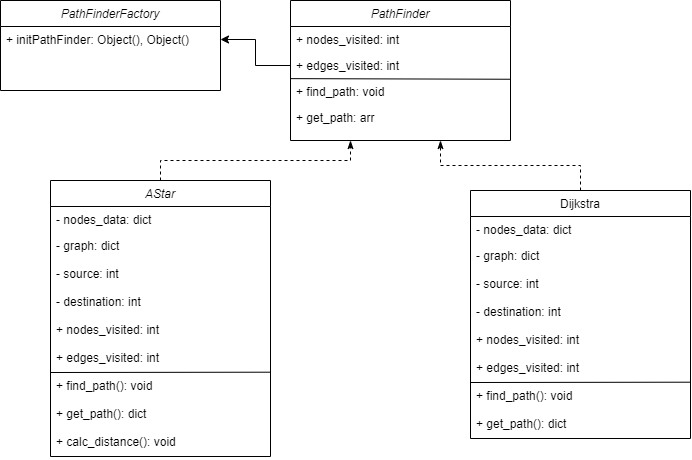 PathFinderFactory
+ initPathFinder: Object(), Object()
PathFinder
+ nodes_visited: int
+ edges_visited: int
+ find_path: void
+ get_path: arr
AStar
- nodes_data: dict
- graph: dict
- source: int
- destination: int
+ nodes_visited: int
+ edges_visited: int
+ find_path(): void
+ get_path(): dict
+ calc_distance(): void
Dijkstra
- nodes_data: dict
- graph: dict
- source: int
- destination: int
+ nodes_visited: int
+ edges_visited: int
+ find_path(): void
+ get_path(): dict